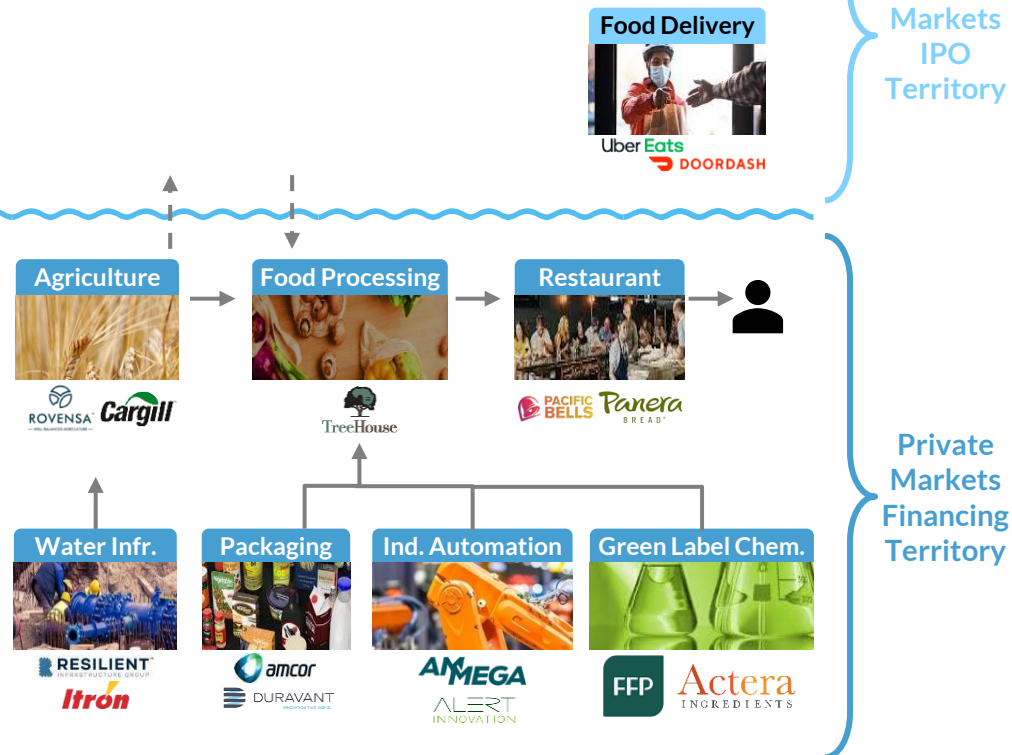 Markets
IPO
Territory
Food Delivery
Uber Eats
DOORDASH
Agriculture
Food Processing
Restaurant
ROVENSA
Cargill
TreeHouse
PACIFIC
BELLS
Panera
BREAD
Private
Markets
Financing
Territory
Water Infr.
Packaging
Ind. Automation
Green Label Chem.
RESILIENT
INFRASTRUCTURE GROUP
Itrón
amcor
DURAVANT
AMMEGA
ALERT
INNOVATION
FFP
Actera
INGREDIENTS